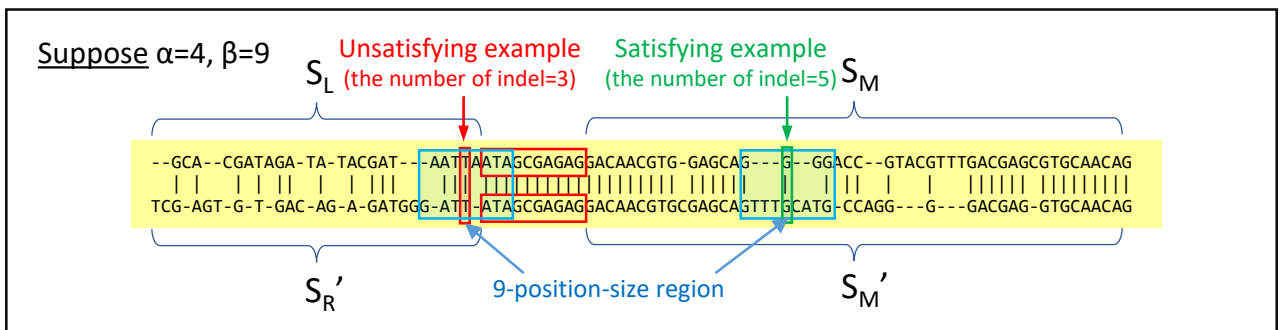 Suppose α=4, β=9
Unsatisfying example
(the number of indel=3)
Satisfying example
(the number of indel=5)
S_L
S_M
--GCA--CGATAGA-TA-TACGAT---AATTAATAGCGAGAGGACAACGTG-GAGCAG---G--GGACC--GTACGTTTGACGAGCGTGCAACAG
TCG-AGT-G-T-GAC-AG-A-GATGGG-ATT-ATAGCGAGAGGACAACGTGCGAGCAGTTTGCATG-CCAGG---G---GACGAG-GTGCAACAG
S_R’
9-position-size region
S_M’